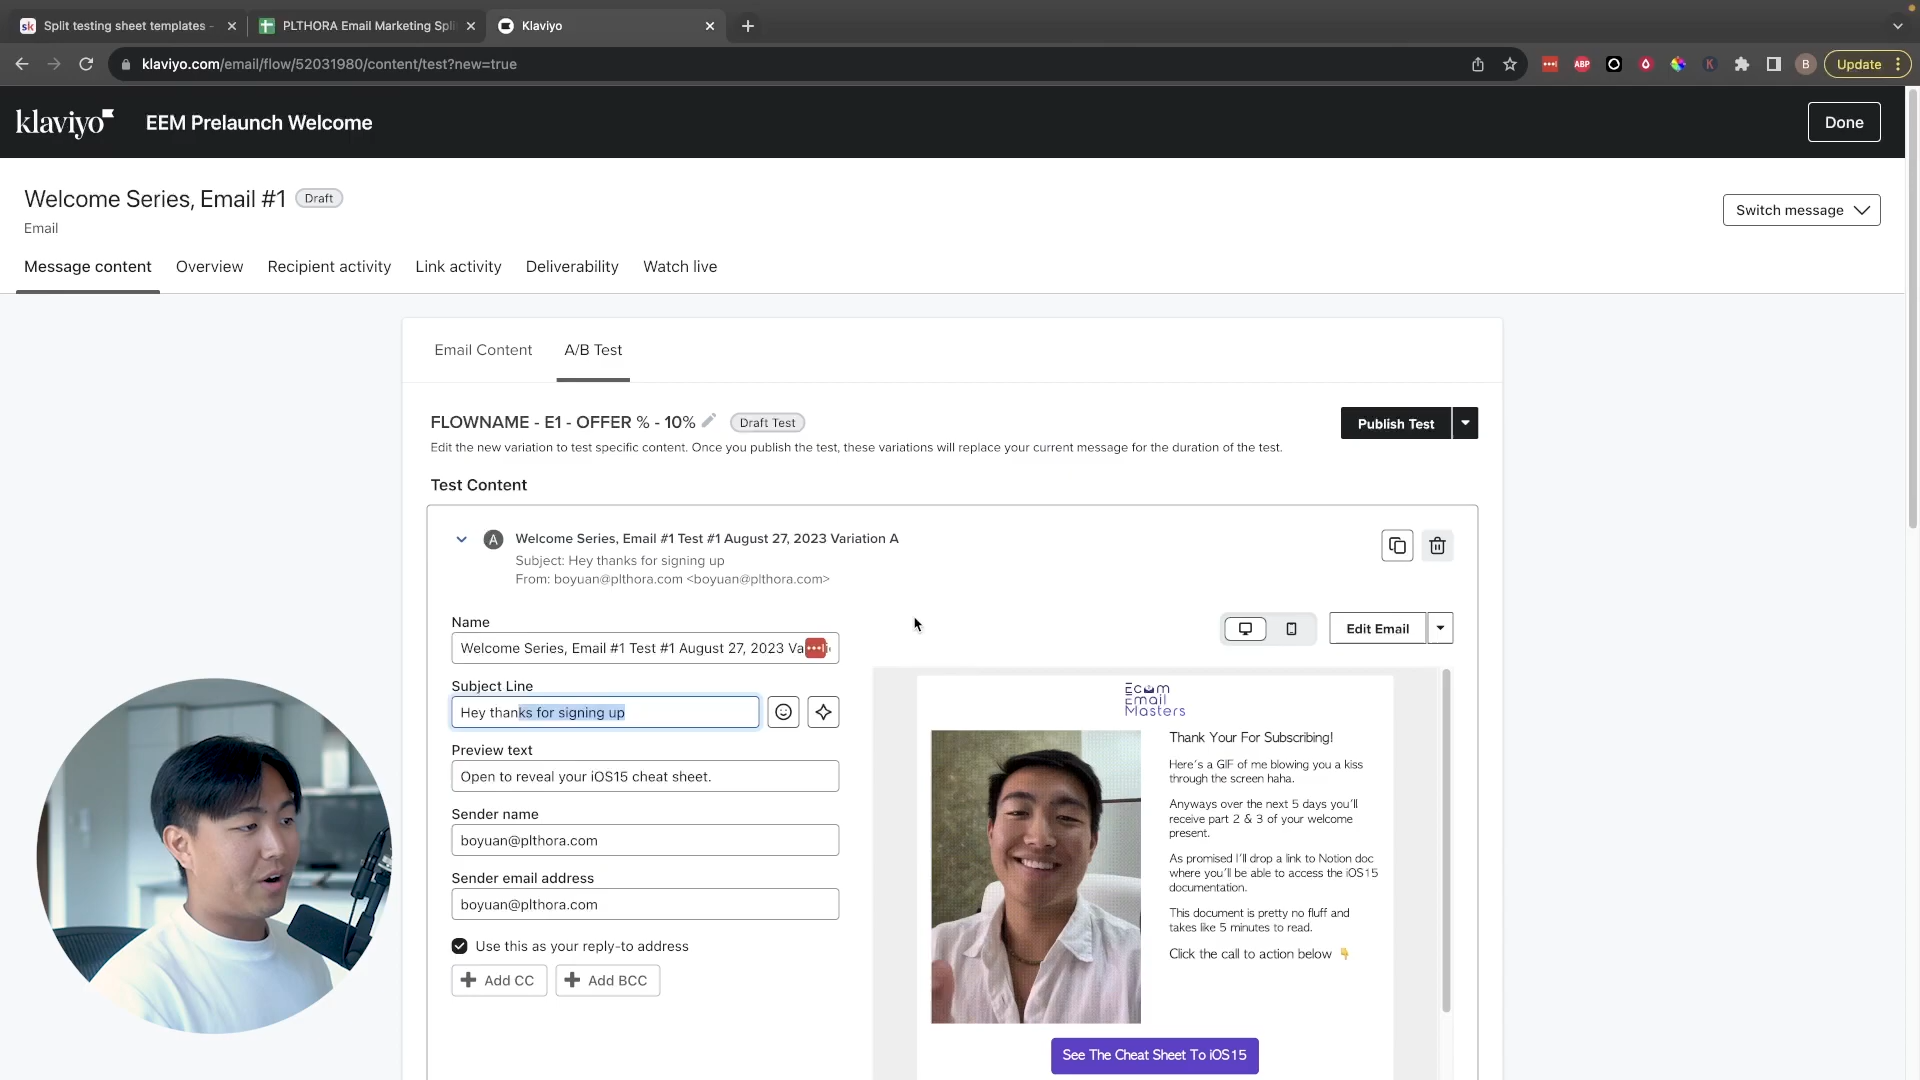 Split testing sheet templates -
PLTHORA Email Marketing Spli
Klaviyo
klaviyo.com/email/flow/52031980/content/test?new=true
ABP
K
B
Update
klaviyo
EEM Prelaunch Welcome
Done
Welcome Series, Email #1
Draft
Email
Switch message
Message content
Overview
Recipient activity
Link activity
Deliverability
Watch live
Email Content
A/B Test
FLOWNAME - E1 - OFFER % - 10%
Draft Test
Publish Test
Edit the new variation to test specific content. Once you publish the test, these variations will replace your current message for the duration of the test.
Test Content
A
Welcome Series, Email #1 Test #1 August 27, 2023 Variation A
Subject: Hey thanks for signing up
From: boyuan@plthora.com <boyuan@plthora.com>
Name
Welcome Series, Email #1 Test #1 August 27, 2023 Va
Edit Email
Subject Line
Hey thanks for signing up
Preview text
Open to reveal your iOS15 cheat sheet.
Sender name
boyuan@plthora.com
Sender email address
boyuan@plthora.com
Use this as your reply-to address
Add CC
Add BCC
Ecom
Email
Masters
Thank Your For Subscribing!
Here's a GIF of me blowing you a kiss
through the screen haha.
Anyways over the next 5 days you'll
receive part 2 & 3 of your welcome
present.
As promised I'll drop a link to Notion doc
where you'll be able to access the iOS15
documentation.
This document is pretty no fluff and
takes like 5 minutes to read.
Click the call to action below 👇
See The Cheat Sheet To iOS15